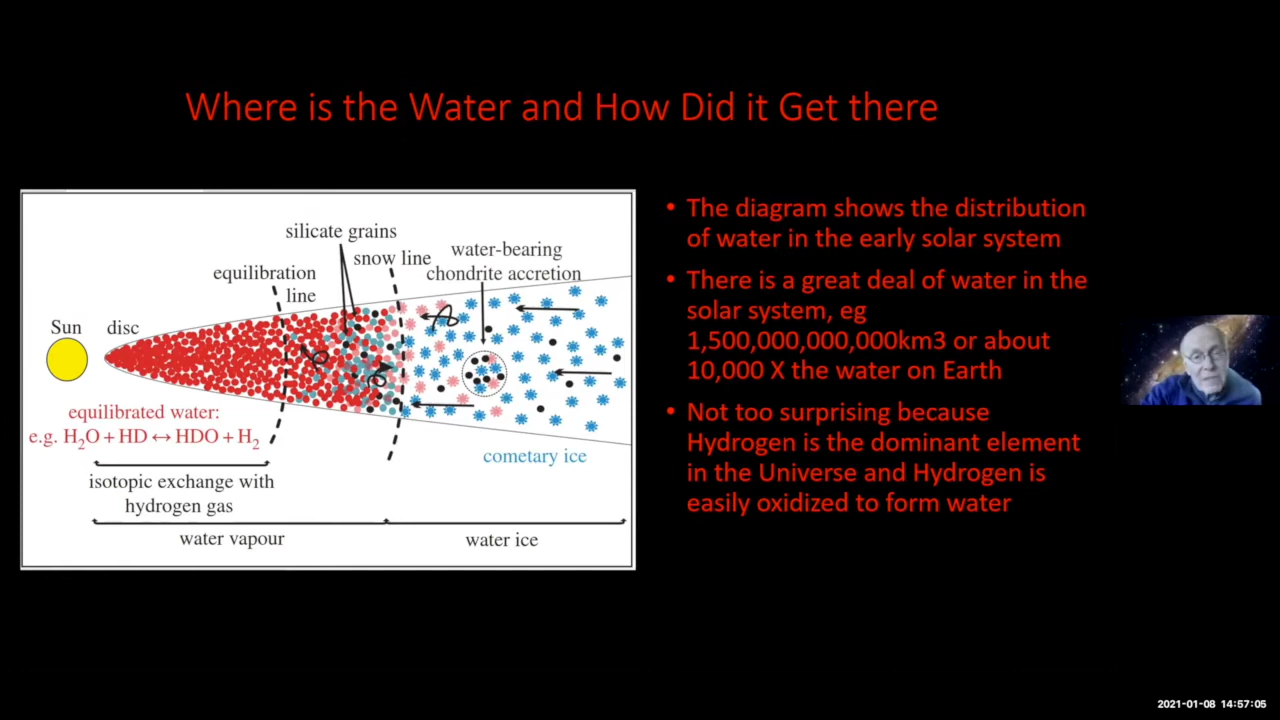 Where is the Water and How Did it Get there
silicate grains
snow line
water-bearing
chondrite accretion
equilibration
line
Sun
disc
equilibrated water:
e.g. H₂O + HD ↔ HDO + H₂
cometary ice
isotopic exchange with
hydrogen gas
water vapour
water ice
• The diagram shows the distribution
of water in the early solar system
• There is a great deal of water in the
solar system, eg
1,500,000,000,000km3 or about
10,000 X the water on Earth
• Not too surprising because
Hydrogen is the dominant element
in the Universe and Hydrogen is
easily oxidized to form water
2021-01-08 14:57:05